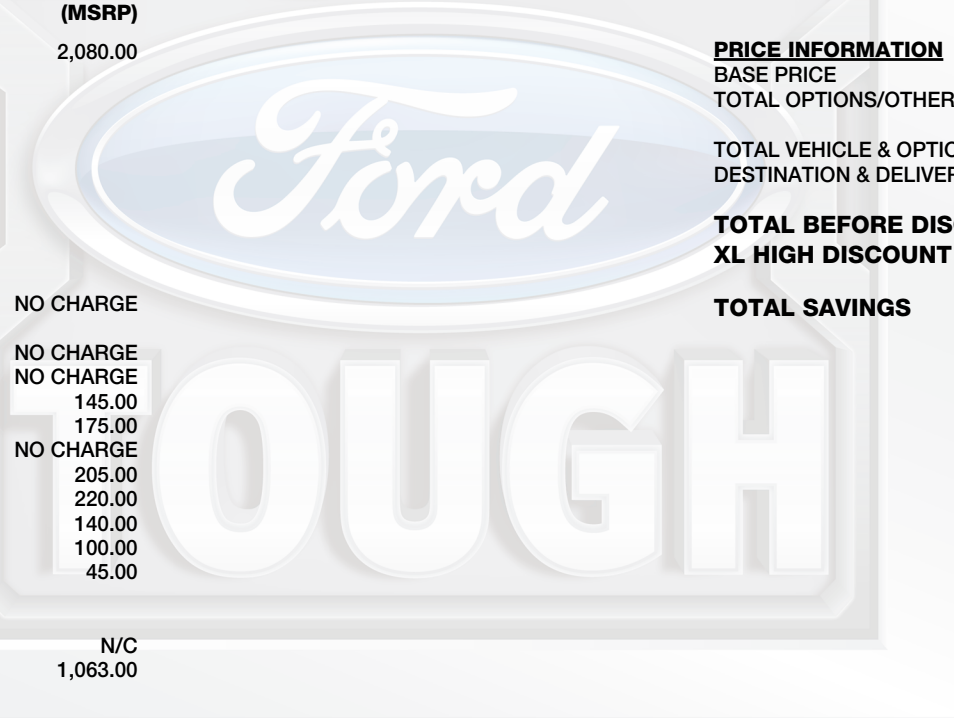 (MSRP)
2,080.00
NO CHARGE
NO CHARGE
NO CHARGE
145.00
175.00
NO CHARGE
205.00
220.00
140.00
100.00
45.00
N/C
1,063.00
PRICE INFORMATION
BASE PRICE
TOTAL OPTIONS/OTHER
TOTAL VEHICLE & OPTIO
DESTINATION & DELIVER
TOTAL BEFORE DISC
XL HIGH DISCOUNT
TOTAL SAVINGS
Ford
TOUGH